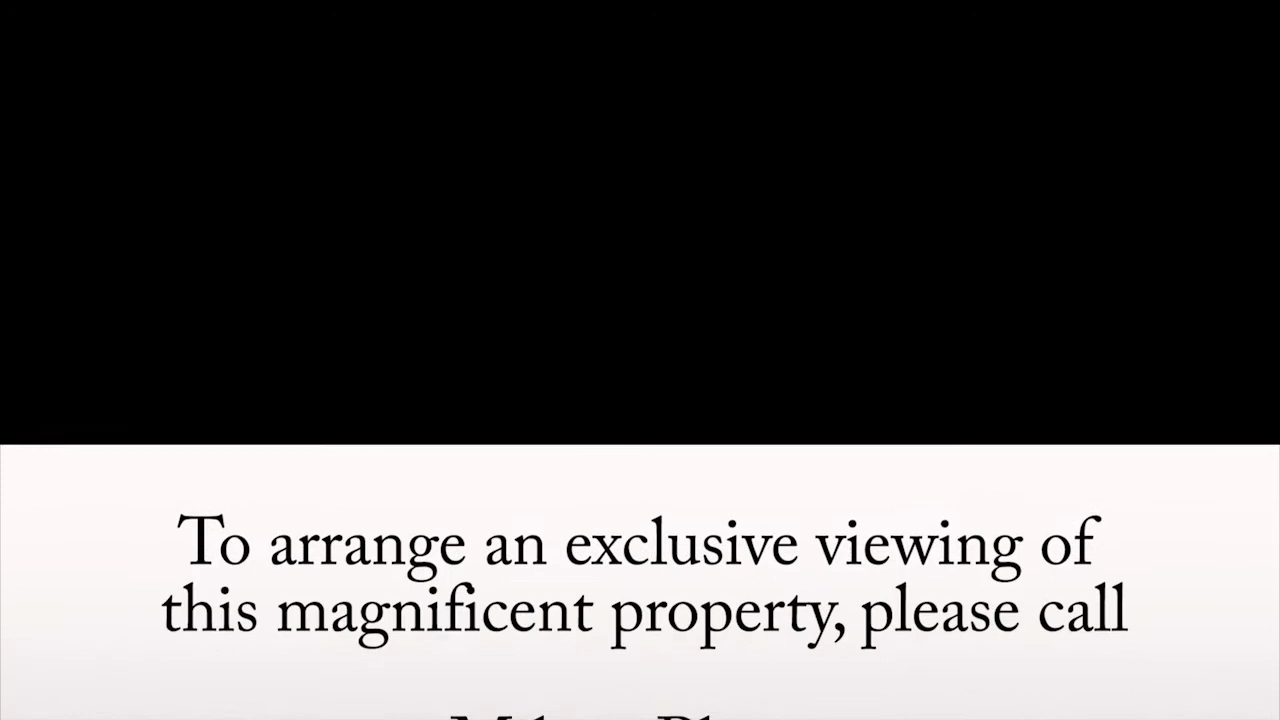 To arrange an exclusive viewing of
this magnificent property, please call